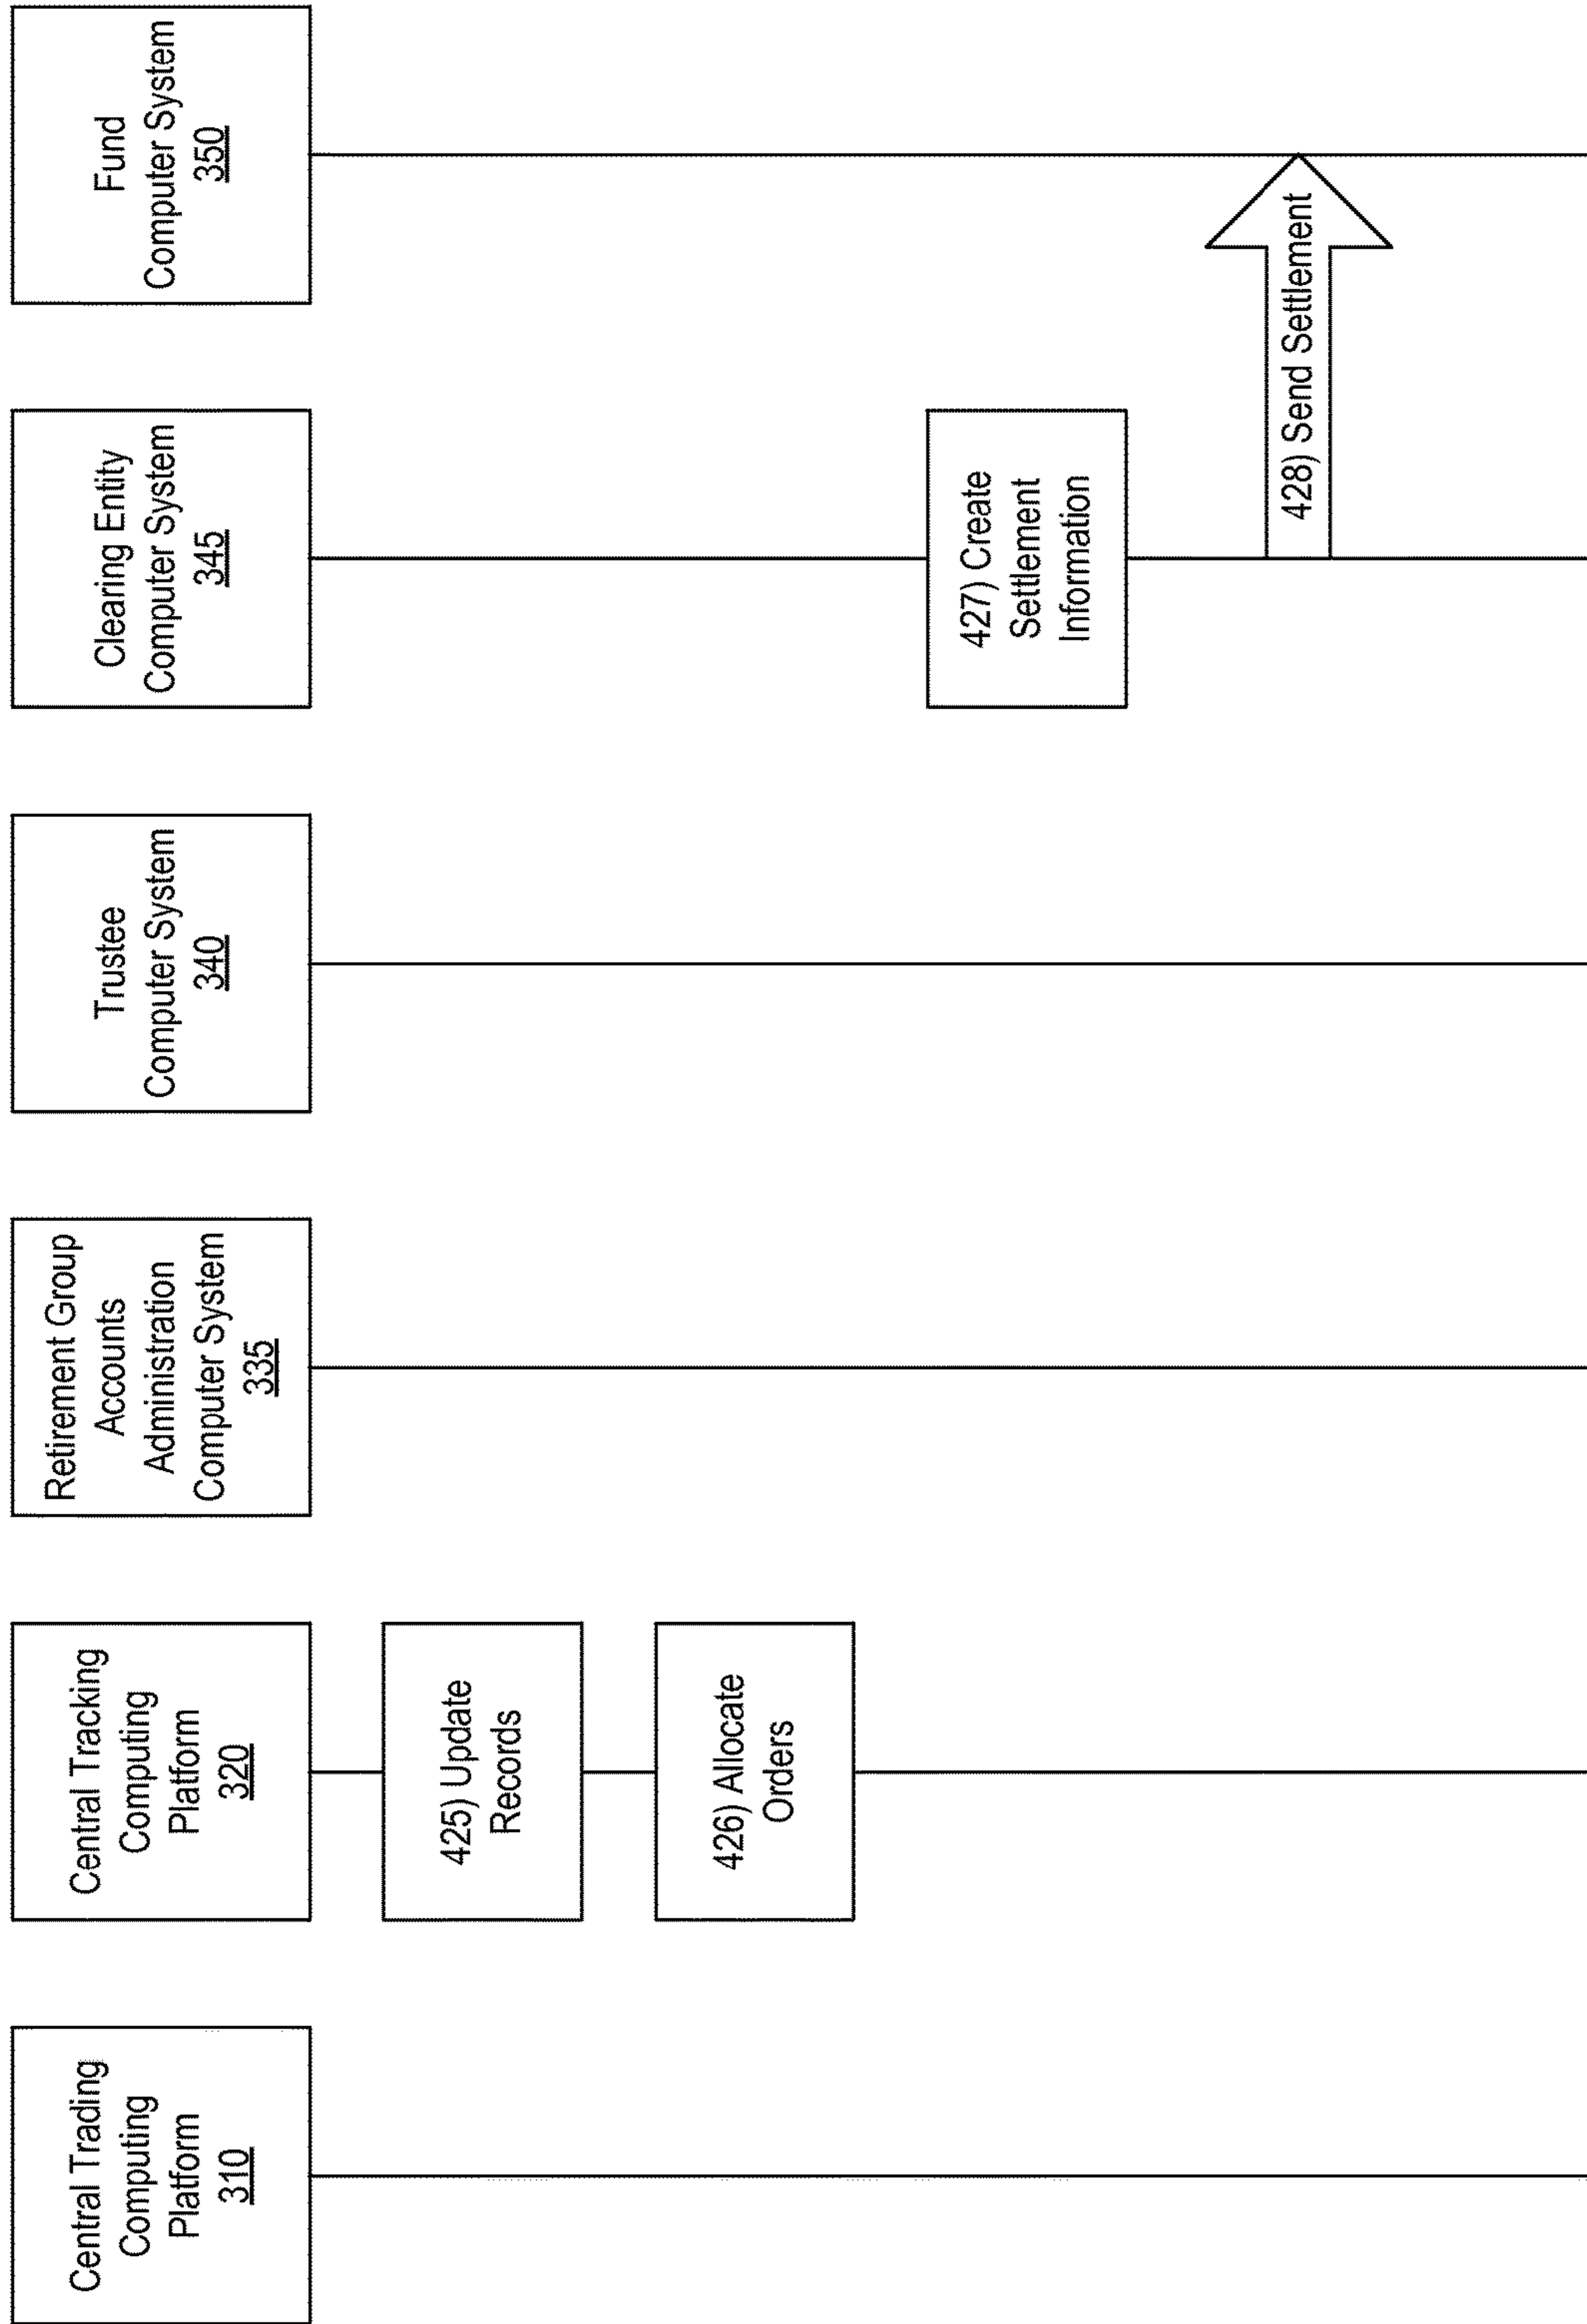 Central Trading
Computing
Platform
310
Central Tracking
Computing
Platform
320
Retirement Group
Accounts
Administration
Computer System
335
Trustee
Computer System
340
Clearing Entity
Computer System
345
Fund
Computer System
350
425) Update
Records
426) Allocate
Orders
427) Create
Settlement
Information
428) Send Settlement